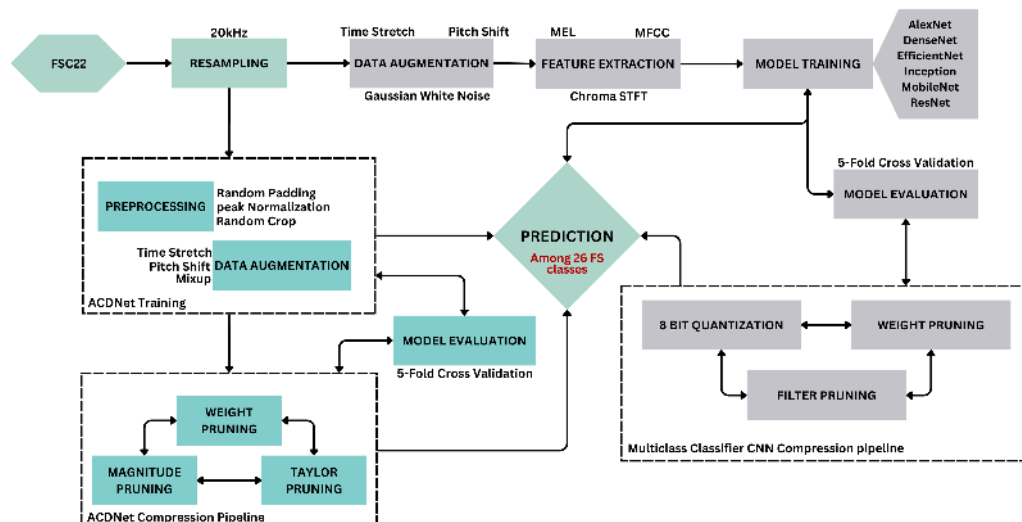 20kHz
FSC22
RESAMPLING
Time Stretch
Pitch Shift
DATA AUGMENTATION
Gaussian White Noise
MEL
MFCC
FEATURE EXTRACTION
Chroma STFT
MODEL TRAINING
AlexNet
DenseNet
EfficientNet
Inception
MobileNet
ResNet
5-Fold Cross Validation
MODEL EVALUATION
PREPROCESSING
Random Padding
peak Normalization
Random Crop
Time Stretch
Pitch Shift
Mixup
DATA AUGMENTATION
ACDNet Training
PREDICTION
Among 26 FS
classes
MODEL EVALUATION
5-Fold Cross Validation
8 BIT QUANTIZATION
WEIGHT PRUNING
FILTER PRUNING
Multiclass Classifier CNN Compression pipeline
WEIGHT
PRUNING
MAGNITUDE
PRUNING
TAYLOR
PRUNING
ACDNet Compression Pipeline